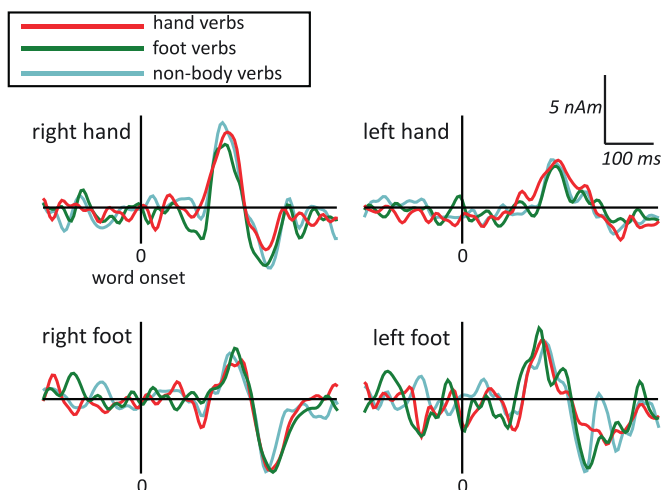 hand verbs
foot verbs
non-body verbs
right hand
left hand
5 nAm
100 ms
0
0
word onset
right foot
left foot
0
0